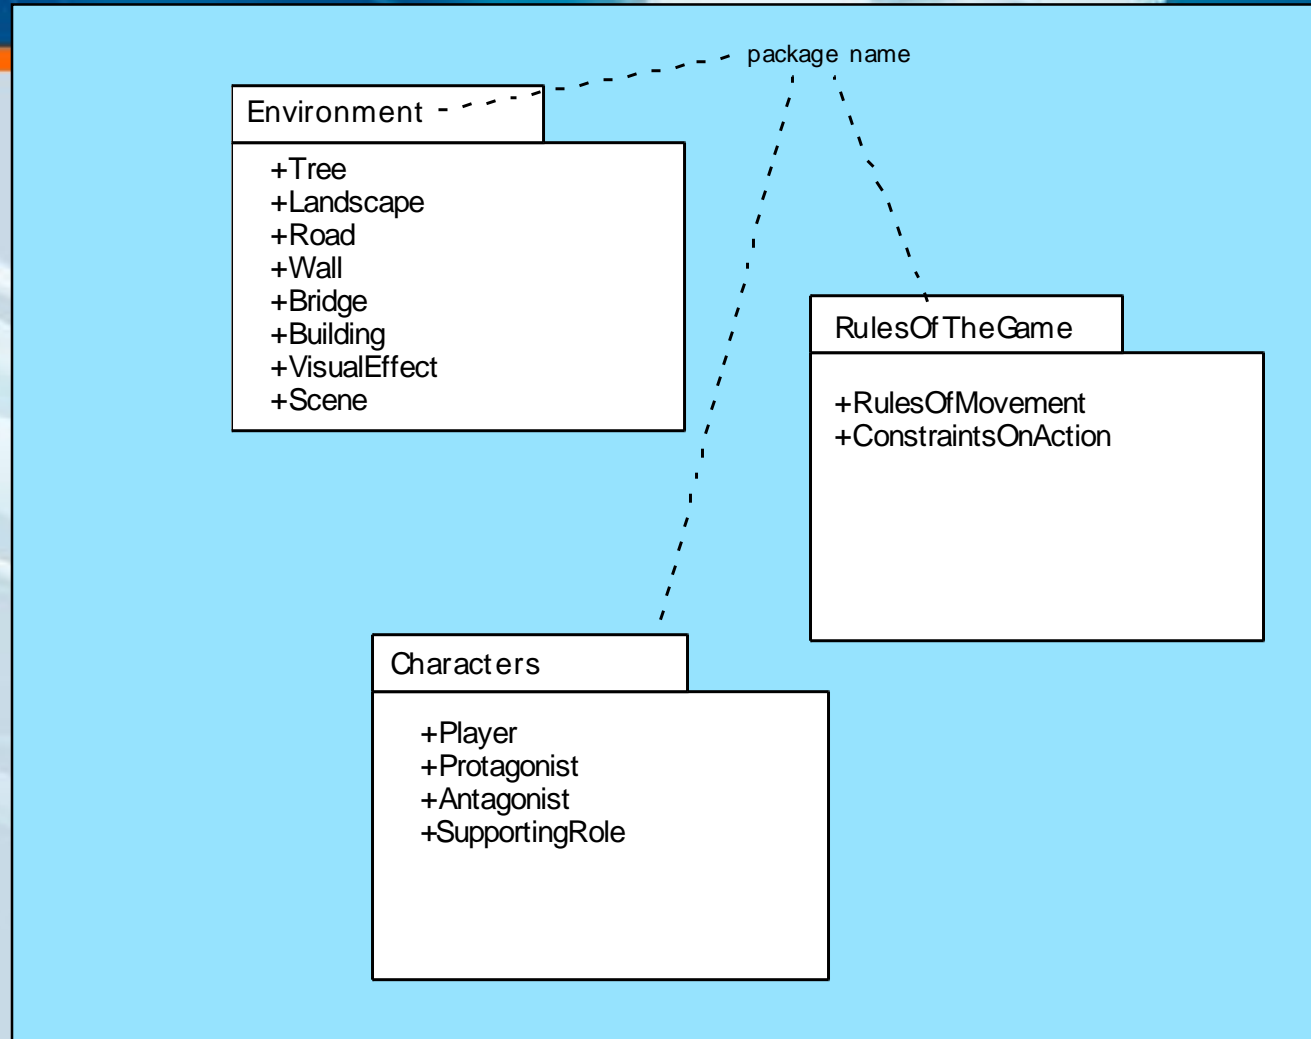 package name
Environment
+Tree
+Landscape
+Road
+Wall
+Bridge
+Building
+VisualEffect
+Scene
RulesOfTheGame
+RulesOfMovement
+ConstraintsOnAction
Characters
+Player
+Protagonist
+Antagonist
+SupportingRole